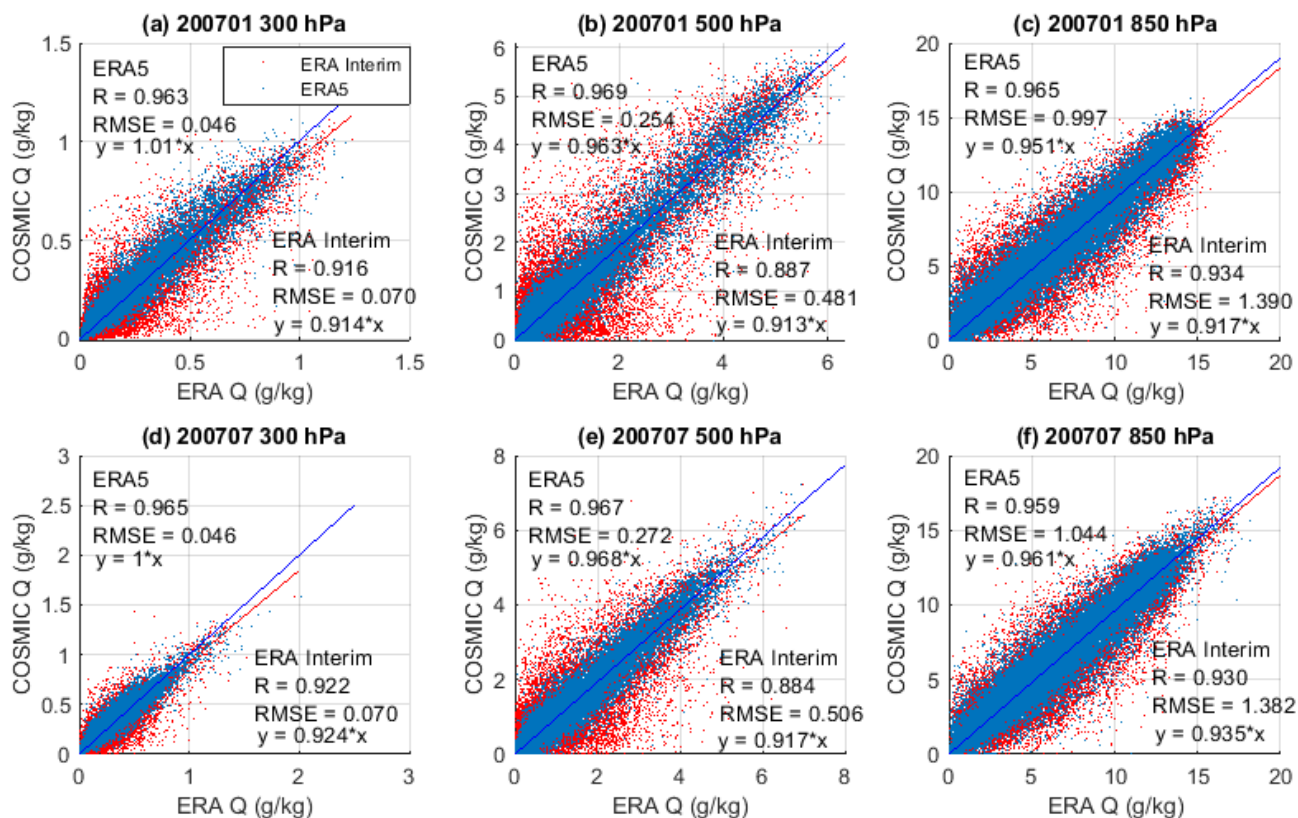 (a) 200701 300 hPa
ERA5
R = 0.963
RMSE = 0.046
y = 1.01*x
ERA Interim
ERA5
ERA Interim
R = 0.916
RMSE = 0.070
y = 0.914*x
1.5
1
0.5
0
0
0.5
1
1.5
COSMIC Q (g/kg)
ERA Q (g/kg)
(b) 200701 500 hPa
ERA5
R = 0.969
RMSE = 0.254
y = 0.963*x
ERA Interim
R = 0.887
RMSE = 0.481
y = 0.913*x
6
5
4
3
2
1
0
0
2
4
6
COSMIC Q (g/kg)
ERA Q (g/kg)
(c) 200701 850 hPa
ERA5
R = 0.965
RMSE = 0.997
y = 0.951*x
ERA Interim
R = 0.934
RMSE = 1.390
y = 0.917*x
20
15
10
5
0
0
5
10
15
20
COSMIC Q (g/kg)
ERA Q (g/kg)
(d) 200707 300 hPa
ERA5
R = 0.965
RMSE = 0.046
y = 1*x
ERA Interim
R = 0.922
RMSE = 0.070
y = 0.924*x
3
2.5
2
1.5
1
0.5
0
0
1
2
3
COSMIC Q (g/kg)
ERA Q (g/kg)
(e) 200707 500 hPa
ERA5
R = 0.967
RMSE = 0.272
y = 0.968*x
ERA Interim
R = 0.884
RMSE = 0.506
y = 0.917*x
8
6
4
2
0
0
2
4
6
8
COSMIC Q (g/kg)
ERA Q (g/kg)
(f) 200707 850 hPa
ERA5
R = 0.959
RMSE = 1.044
y = 0.961*x
ERA Interim
R = 0.930
RMSE = 1.382
y = 0.935*x
20
15
10
5
0
0
5
10
15
20
COSMIC Q (g/kg)
ERA Q (g/kg)